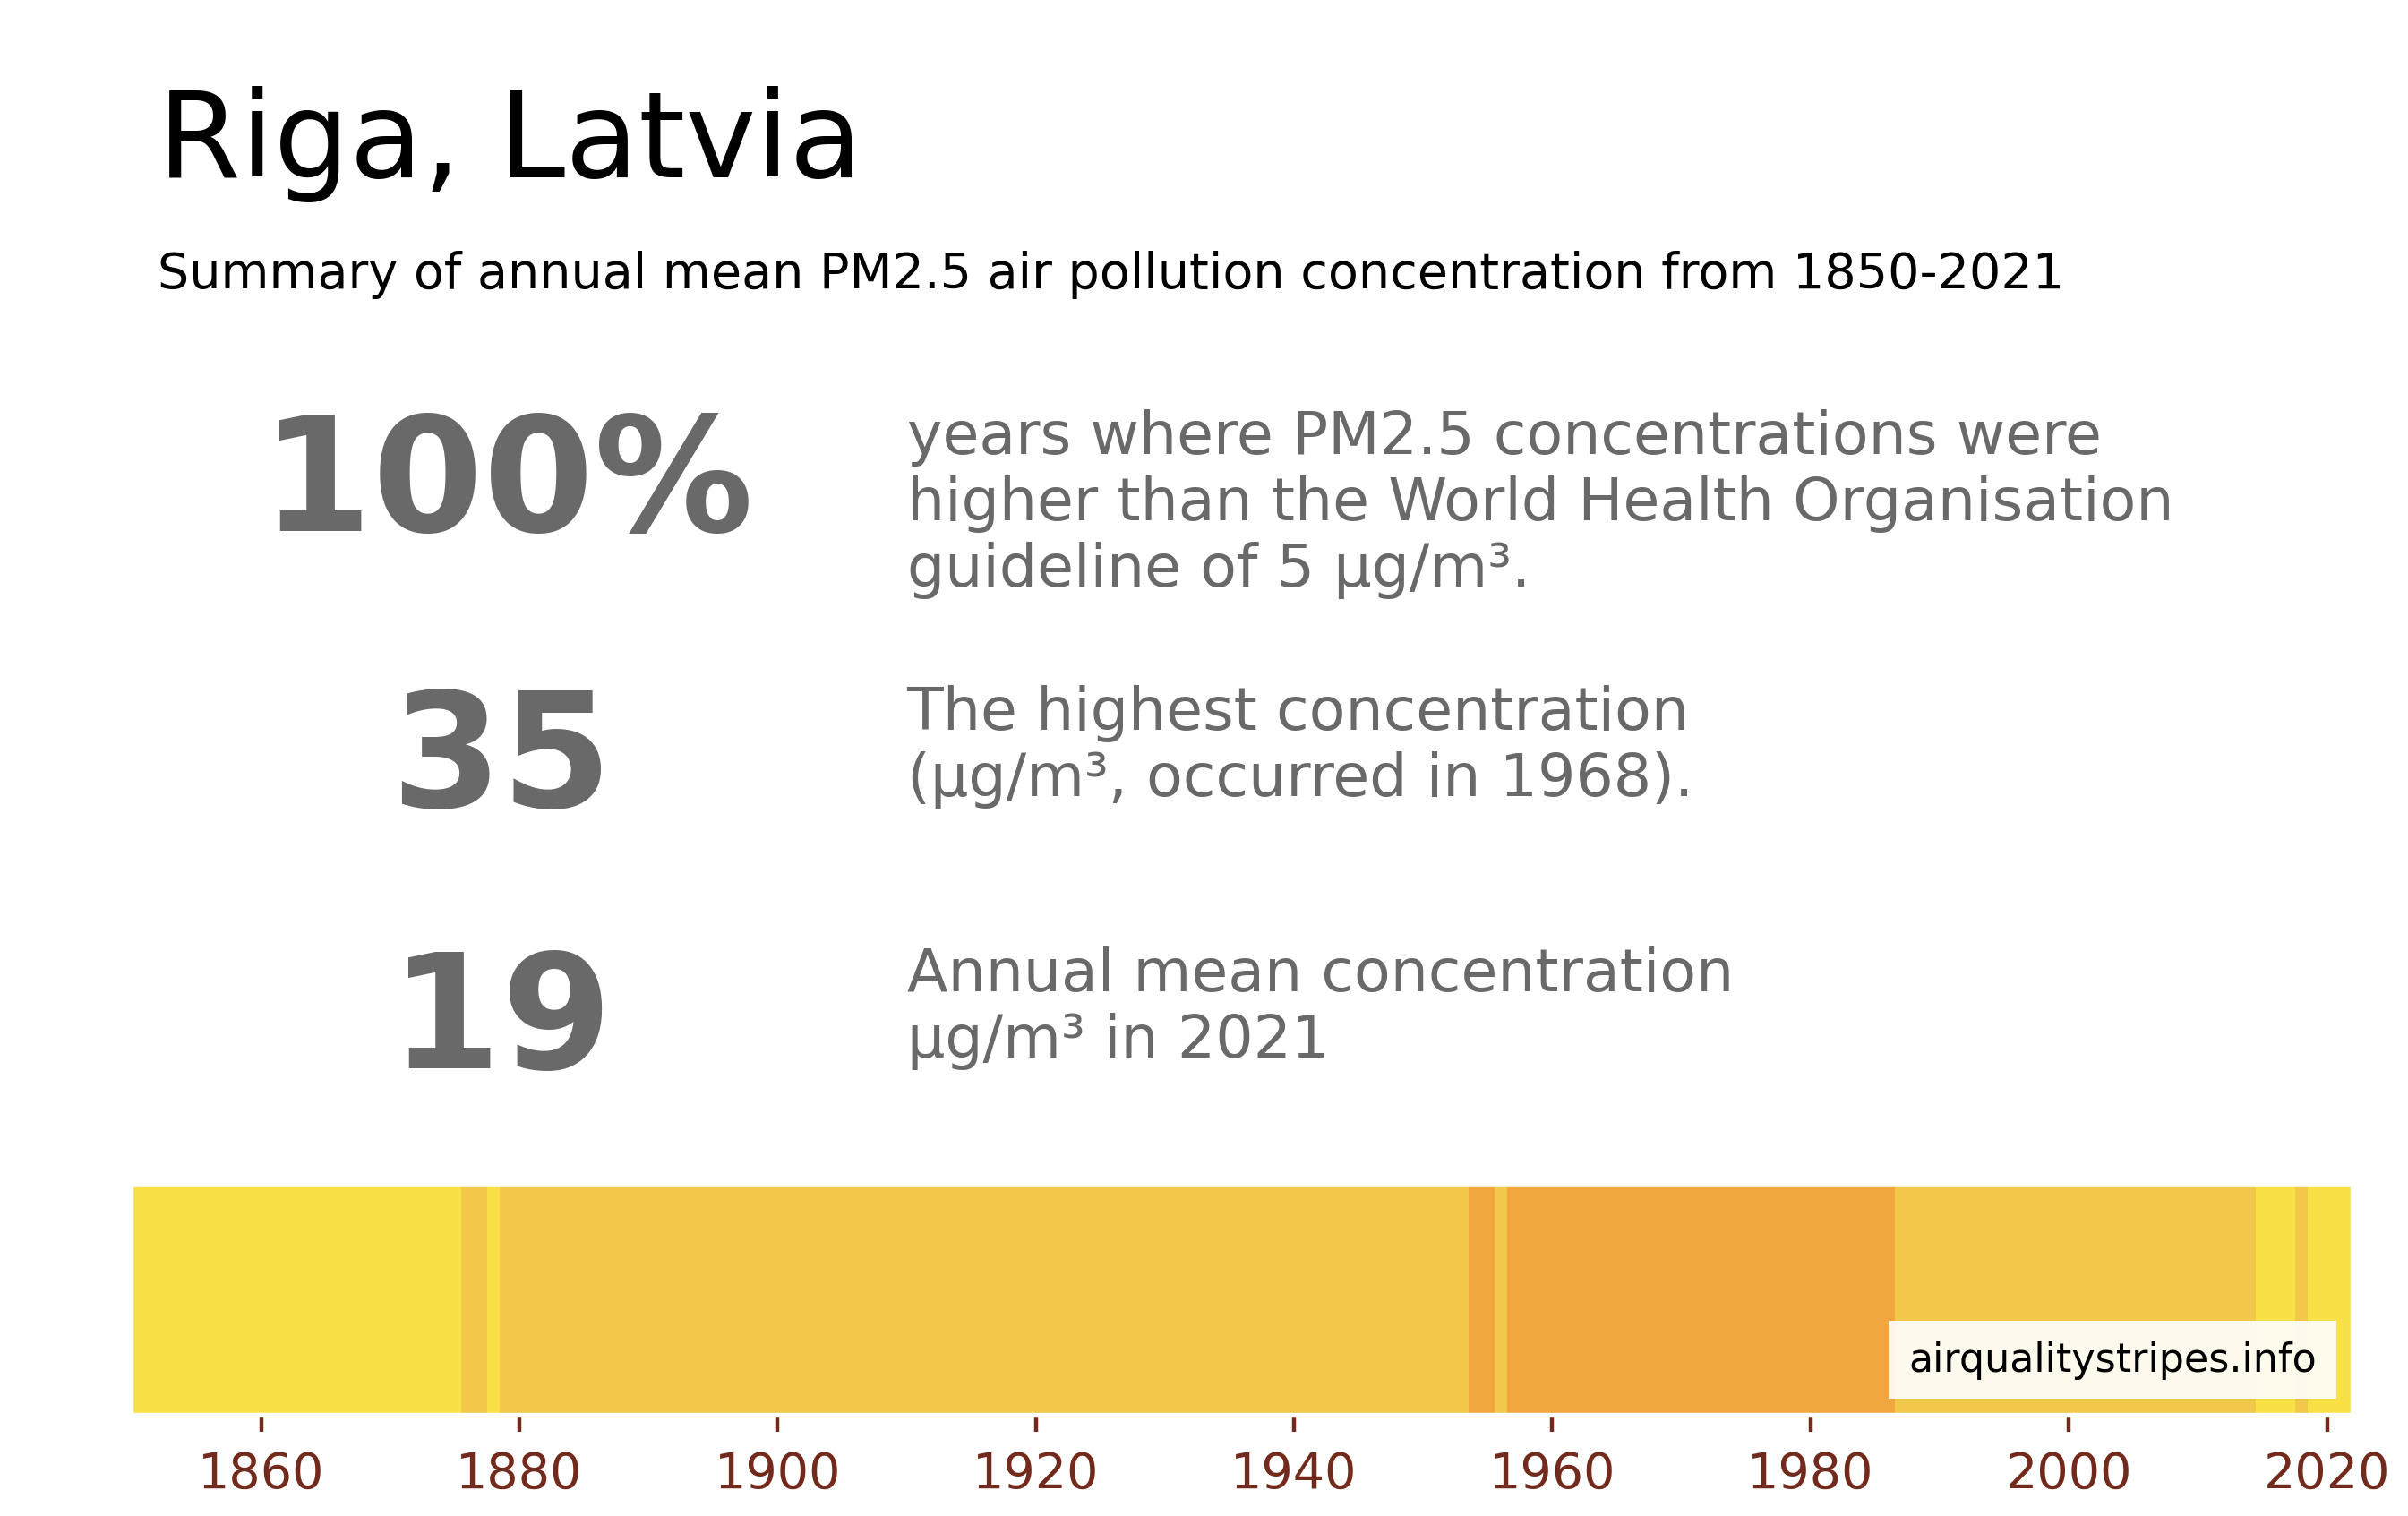 Riga, Latvia
Summary of annual mean PM2.5 air pollution concentration from 1850-2021
100%
years where PM2.5 concentrations were
higher than the World Health Organisation
guideline of 5 µg/m³.
35
The highest concentration
(µg/m³, occurred in 1968).
19
Annual mean concentration
µg/m³ in 2021
airqualitystripes.info
1860 1880 1900 1920 1940 1960 1980 2000 2020